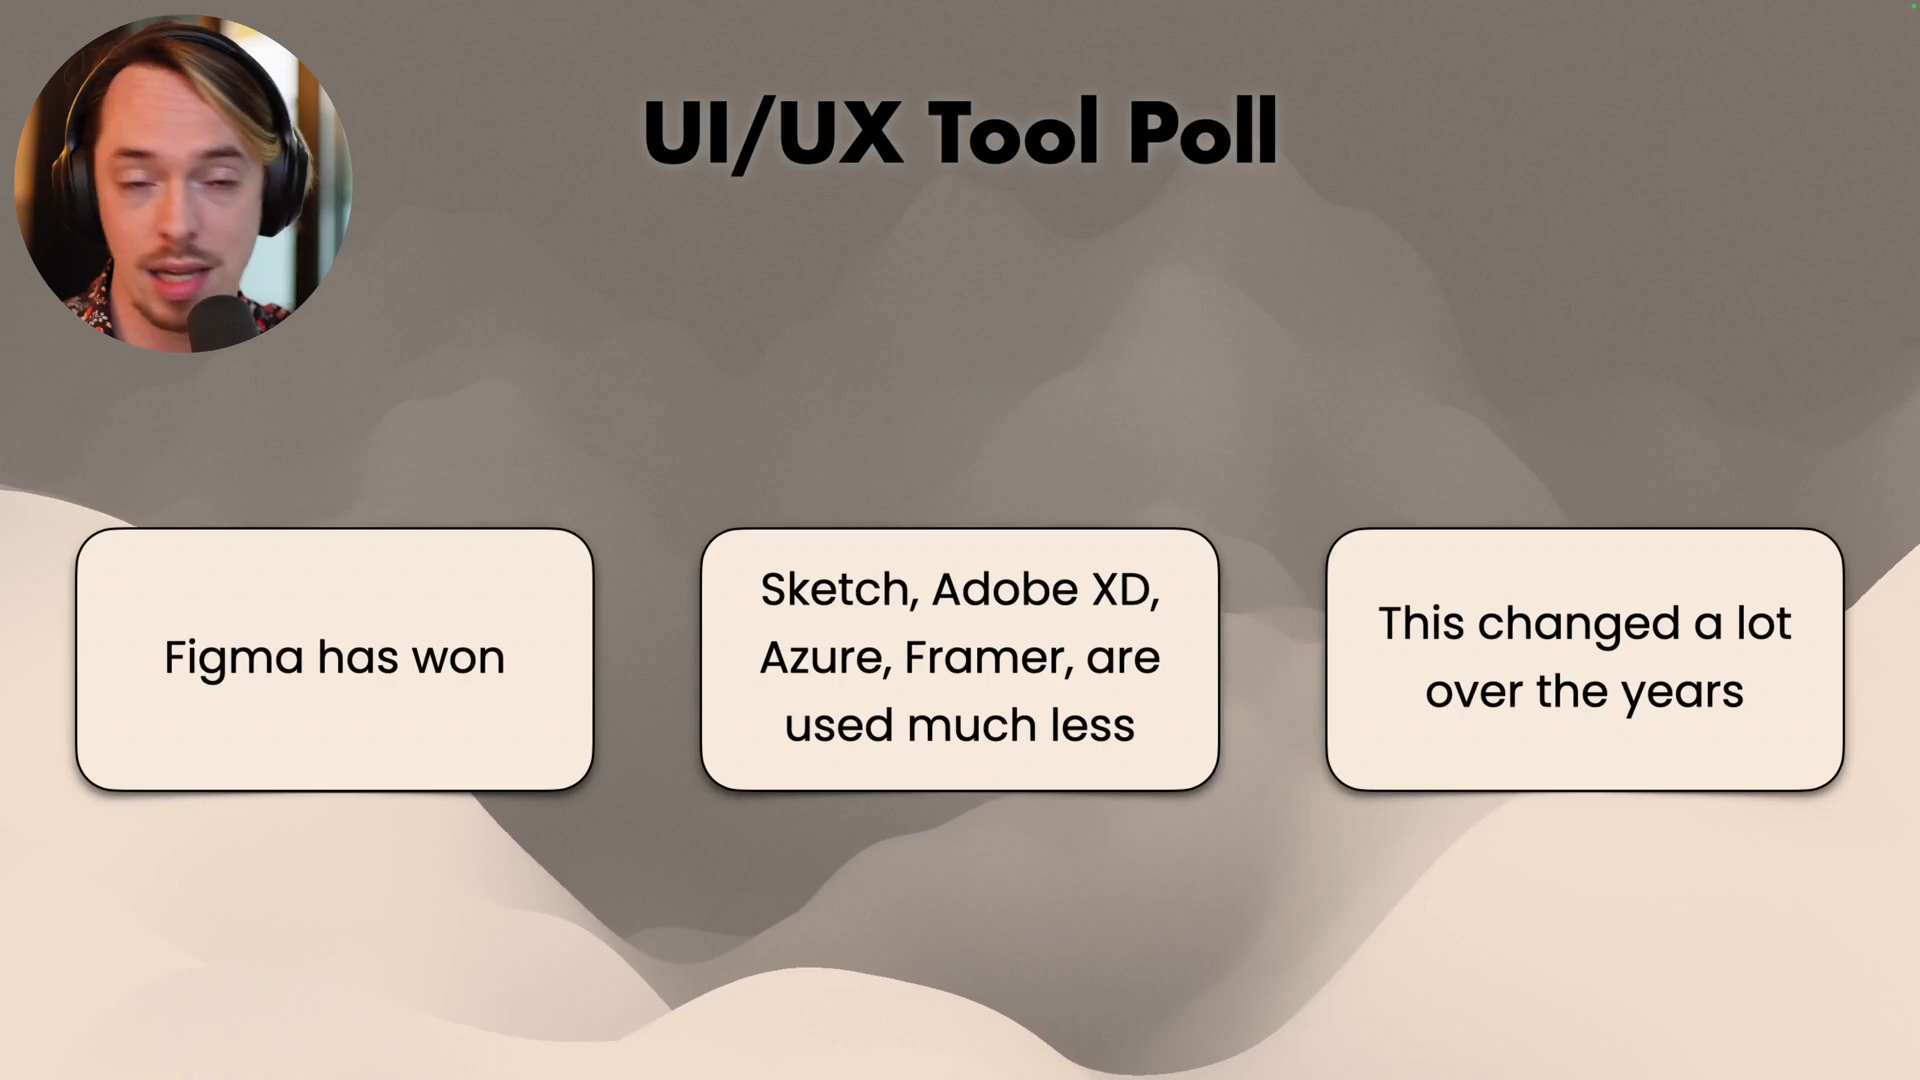 UI/UX Tool Poll
Figma has won
Sketch, Adobe XD,
Azure, Framer, are
used much less
This changed a lot
over the years